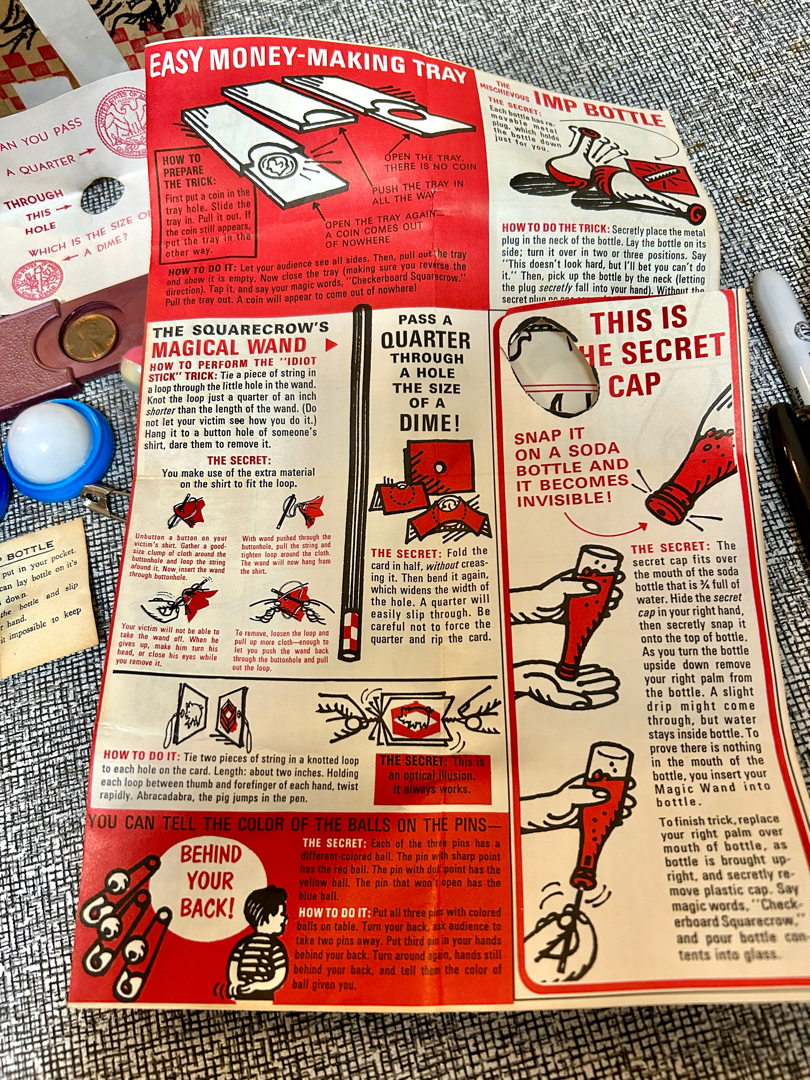 EASY MONEY-MAKING TRAY
HOW TO
PREPARE
THE TRICK:
First put a coin in the
tray hole. Slide the
tray in. Pull it out. If
the coin still appears,
put the tray in the
other way.
OPEN THE TRAY,
THERE IS NO COIN
PUSH THE TRAY IN
ALL THE WAY
OPEN THE TRAY AGAIN
A COIN COMES OUT
OF NOWHERE
HOW TO DO IT: Let your audience see all sides. Then, pull out the tray
and show it is empty. Now close the tray (making sure you reverse the
direction). Tap it, and say your magic words, "Checkerboard Squarecrow."
Pull the tray out. A coin will appear to come out of nowhere!
THE
MISCHIEVOUS
IMP BOTTLE
THE SECRET:
Each bottle has re-
movable metal
plug, which holds
the bottle down
just for you.
HOW TO DO THE TRICK: Secretly place the metal
plug in the neck of the bottle. Lay the bottle on its
side; turn it over in two or three positions. Say
"This doesn't look hard, but I'll bet you can't do
it." Then, pick up the bottle by the neck (letting
the plug secretly fall into your hand). Without the
secret plug no one
AN YOU PASS
A QUARTER
THROUGH
THIS
HOLE
WHICH IS THE SIZE OF
A DIME?
THE SQUARECROW'S
MAGICAL WAND
HOW TO PERFORM THE "IDIOT
STICK" TRICK: Tie a piece of string in
a loop through the little hole in the wand.
Knot the loop just a quarter of an inch
shorter than the length of the wand. (Do
not let your victim see how you do it.)
Hang it to a button hole of someone's
shirt, dare them to remove it.
THE SECRET:
You make use of the extra material
on the shirt to fit the loop.
Unbutton a button on your
victim's shirt. Gather a good-
size clump of cloth around the
buttonhole and loop the string
around it. Now insert the wand
through buttonhole.
With wand pushed through the
buttonhole, pull the string and
tighten loop around the cloth.
The wand will now hang from
the shirt.
Your victim will not be able to
take the wand off. When he
gives up, make him turn his
head, or close his eyes while
you remove it.
To remove, loosen the loop and
pull up more cloth—enough to
let you push the wand back
through the buttonhole and pull
out the loop.
PASS A
QUARTER
THROUGH
A HOLE
THE SIZE
OF A
DIME!
THE SECRET: Fold the
card in half, without creas-
ing it. Then bend it again,
which widens the width of
the hole. A quarter will
easily slip through. Be
careful not to force the
quarter and rip the card.
HOW TO DO IT: Tie two pieces of string in a knotted loop
to each hole on the card. Length: about two inches. Holding
each loop between thumb and forefinger of each hand, twist
rapidly. Abracadabra, the pig jumps in the pen.
THE SECRET: This is
an optical illusion.
It always works.
YOU CAN TELL THE COLOR OF THE BALLS ON THE PINS—
BEHIND
YOUR
BACK!
THE SECRET: Each of the three pins has a
different-colored ball. The pin with sharp point
has the red ball. The pin with dull point has the
yellow ball. The pin that won't open has the
blue ball.
HOW TO DO IT: Put all three pins with colored
balls on table. Turn your back, ask audience to
take two pins away. Put third pin in your hands
behind your back. Turn around again, hands still
behind your back, and tell them the color of
ball given you.
THIS IS
HE SECRET
CAP
SNAP IT
ON A SODA
BOTTLE AND
IT BECOMES
INVISIBLE!
THE SECRET: The
secret cap fits over
the mouth of the soda
bottle that is ¾ full of
water. Hide the secret
cap in your right hand,
then secretly snap it
onto the top of bottle.
As you turn the bottle
upside down remove
your right palm from
the bottle. A slight
drip might come
through, but water
stays inside bottle. To
prove there is nothing
in the mouth of the
bottle, you insert your
Magic Wand into
bottle.
To finish trick, replace
your right palm over
mouth of bottle, as
bottle is brought up-
right, and secretly re-
move plastic cap. Say
magic words, "Check-
erboard Squarecrow,"
and pour bottle con-
tents into glass.
BOTTLE
put in your pocket.
can lay bottle on it's
down.
the bottle and slip
hand.
it impossible to keep